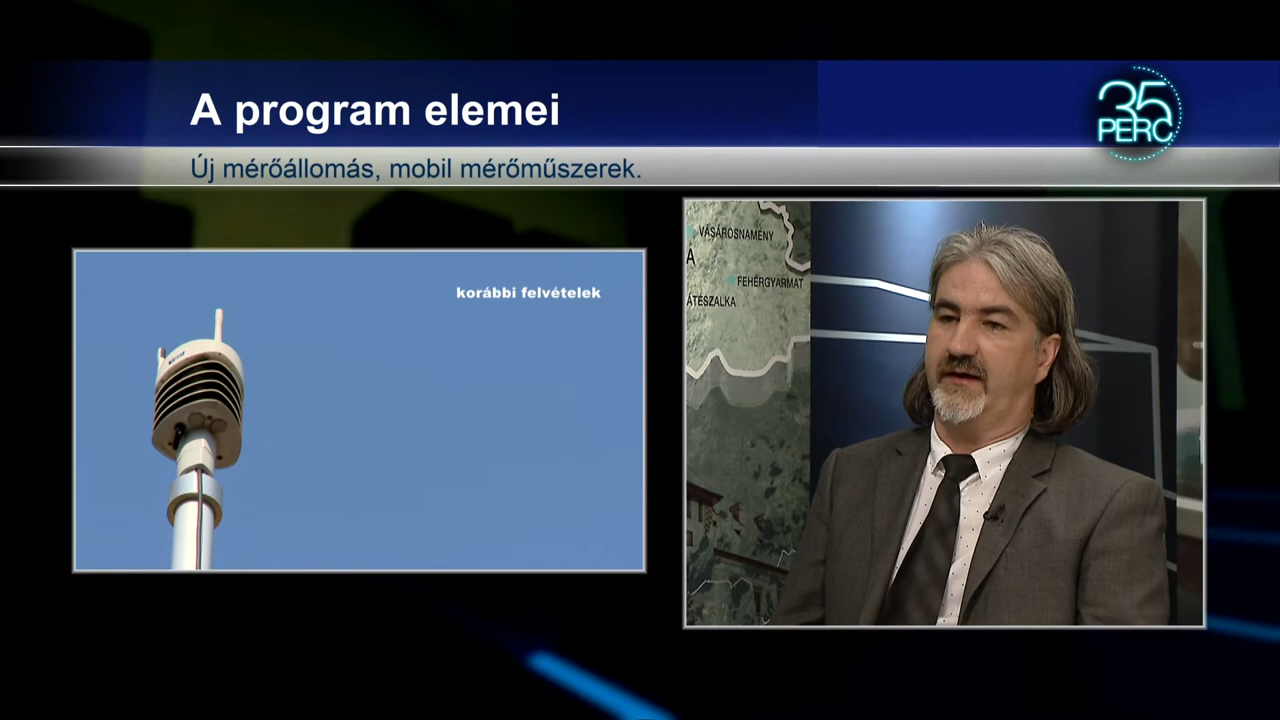 A program elemei
35
PERC
Új mérőállomás, mobil mérőműszerek.
korábbi felvételek
VÁSÁROSNAMÉNY
A
FEHÉRGYARMAT
ÁTÉSZALKA